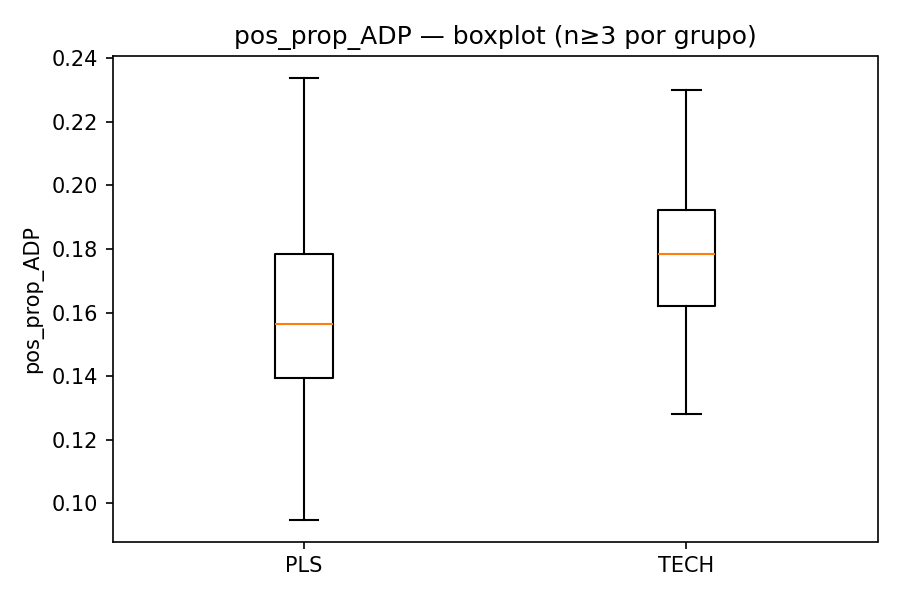 pos_prop_ADP — boxplot (n≥3 por grupo)
pos_prop_ADP
0.24
0.22
0.20
0.18
0.16
0.14
0.12
0.10
PLS
TECH